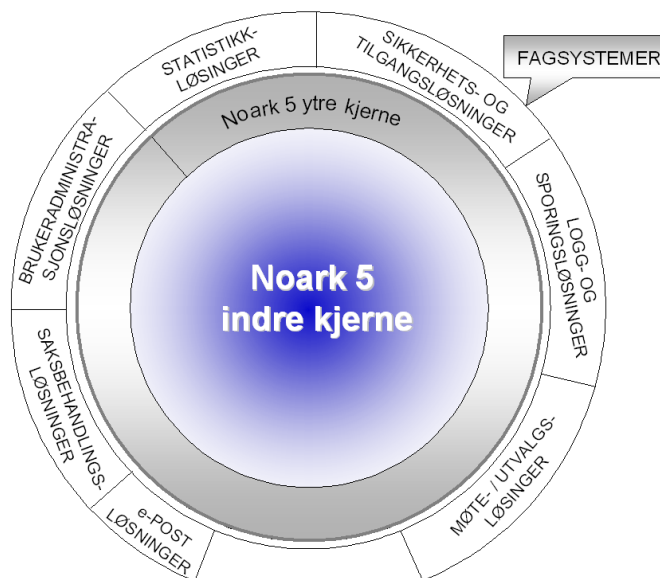 STATISTIKK-
LØSINGER
SIKKERHETS- OG
TILGANGSLØSNINGER
FAGSYSTEMER
LOGG- OG
SPORINGSLØSNINGER
MØTE- / UTVALGS-
LØSINGER
e-POST
LØSNINGER
SAKSBEHANDLINGS-
LØSNINGER
BRUKERADMINISTRA-
SJONSLØSNINGER
Noark 5 ytre kjerne
Noark 5
indre kjerne